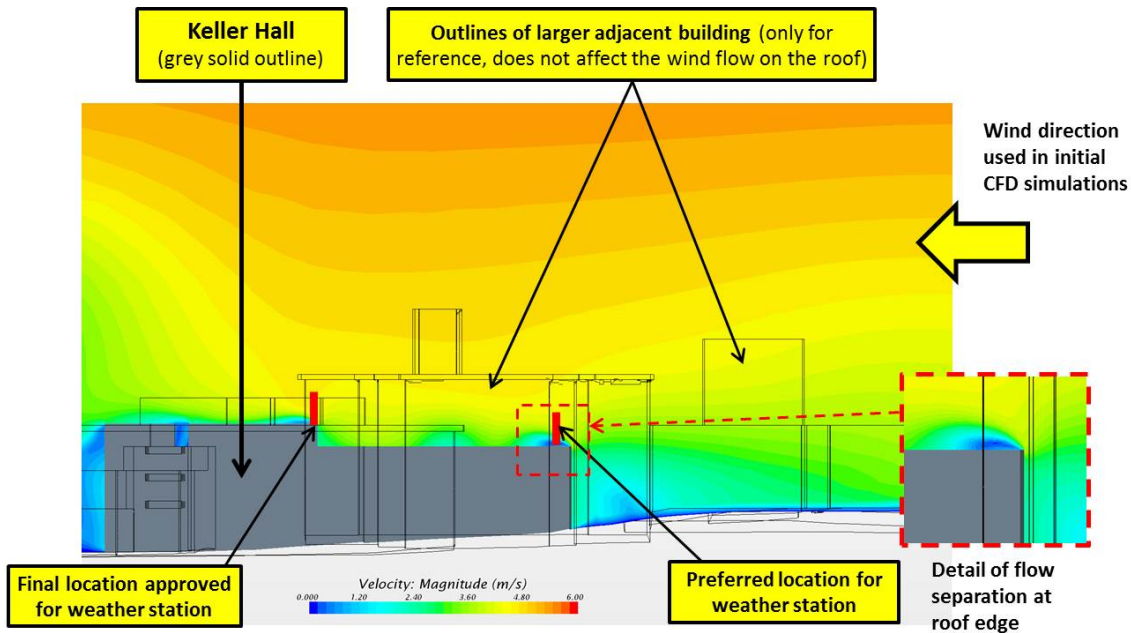 Keller Hall
(grey solid outline)
Outlines of larger adjacent building (only for
reference, does not affect the wind flow on the roof)
Wind direction
used in initial
CFD simulations
Final location approved
for weather station
Velocity: Magnitude (m/s)
0.000 1.20 2.40 3.60 4.80 6.00
Preferred location for
weather station
Detail of flow
separation at
roof edge